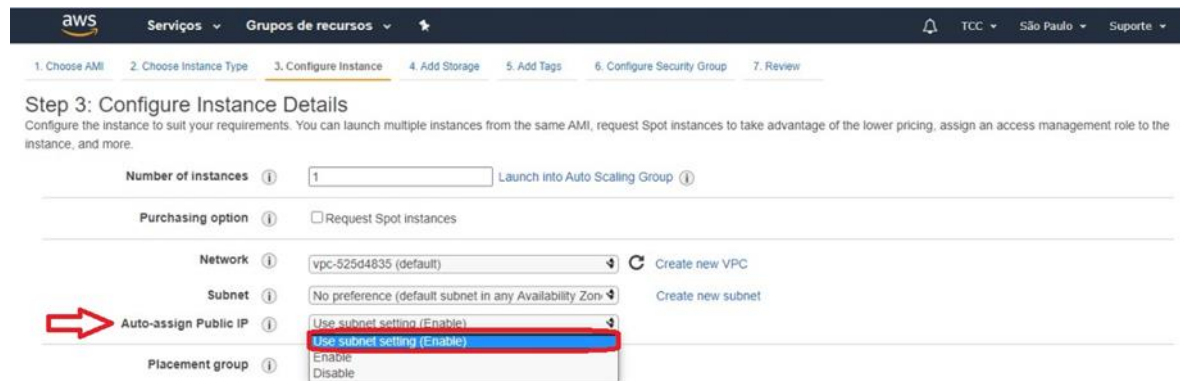 aws Serviços Grupos de recursos TCC São Paulo Suporte
1. Choose AMI 2. Choose Instance Type 3. Configure Instance 4. Add Storage 5. Add Tags 6. Configure Security Group 7. Review
Step 3: Configure Instance Details
Configure the instance to suit your requirements. You can launch multiple instances from the same AMI, request Spot instances to take advantage of the lower pricing, assign an access management role to the
instance, and more.
Number of instances 1 Launch into Auto Scaling Group
Purchasing option Request Spot instances
Network vpc-525d4835 (default) Create new VPC
Subnet No preference (default subnet in any Availability Zon Create new subnet
Auto-assign Public IP Use subnet setting (Enable)
Use subnet setting (Enable)
Placement group Enable
Disable